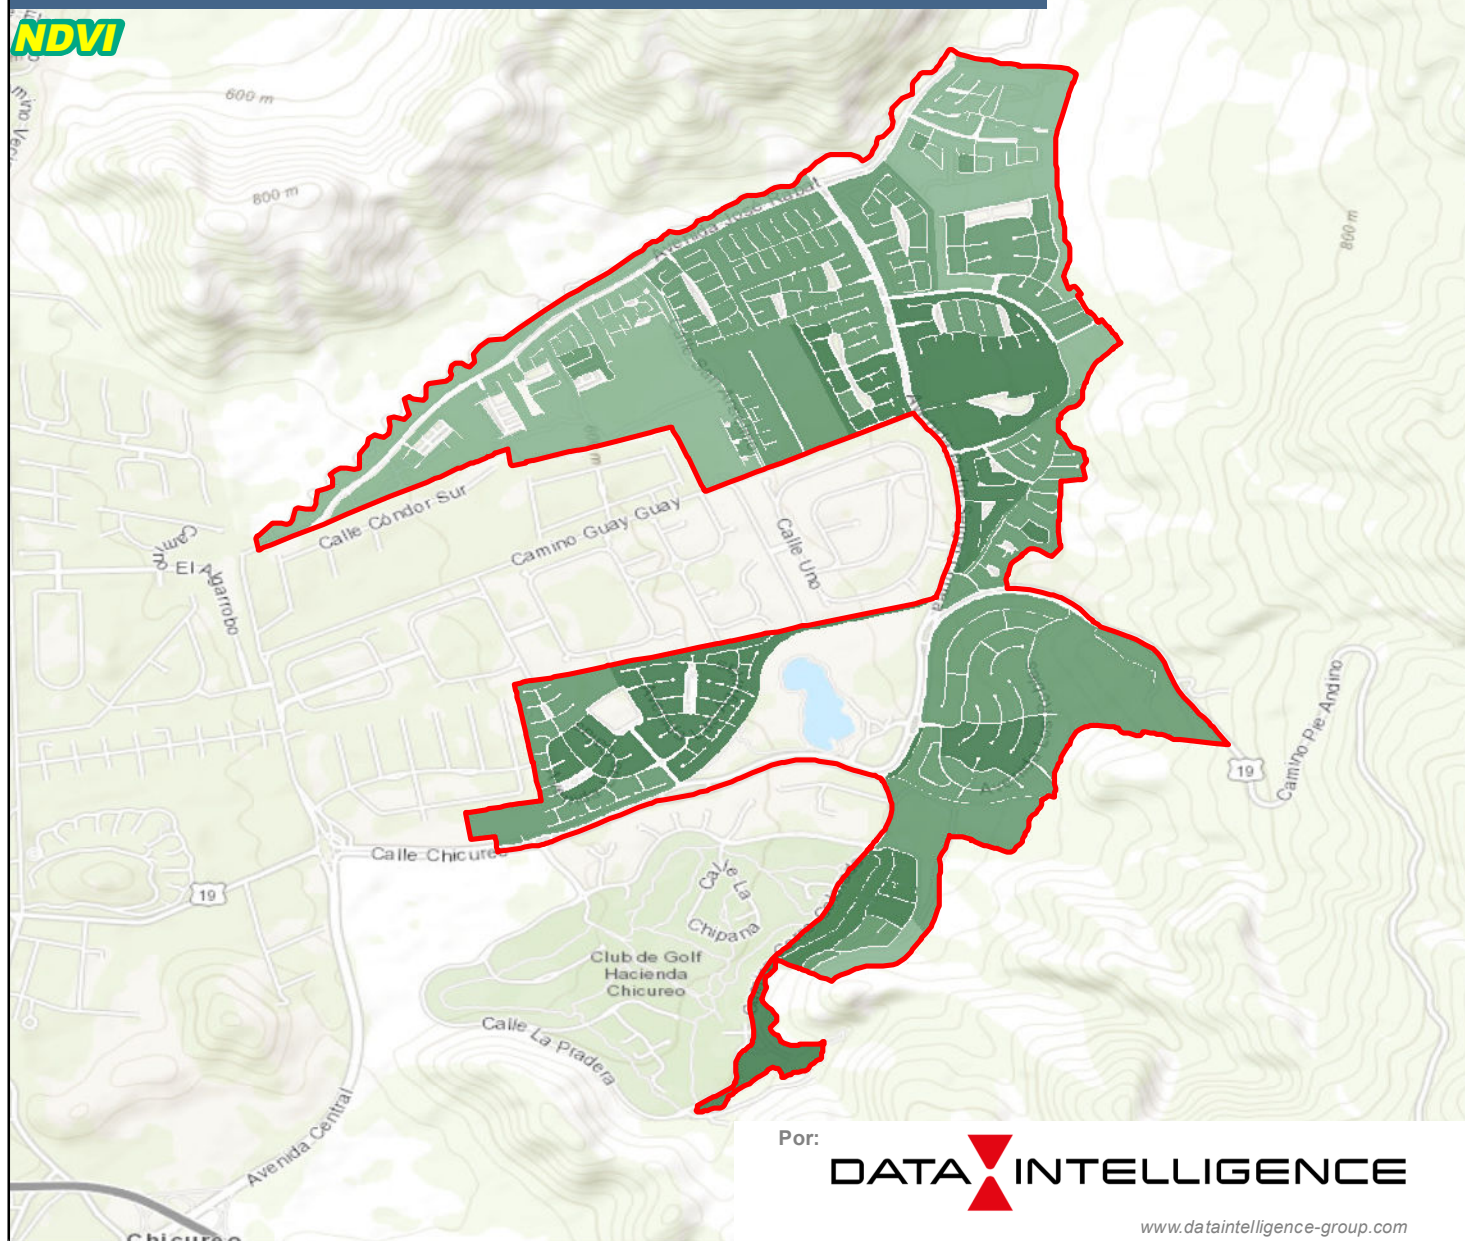 NDVI
600 m
800 m
800 m
Calle Cóndor Sur
Camino Guay Guay
Calle Uno
Camino
El Algarrobo
Camino Pie Andino
19
Calle Chicureo
19
Calle La
Chipana
Club de Golf
Hacienda
Chicureo
Calle La Pradera
Avenida Central
Chicureo
Por:
DATA INTELLIGENCE
www.dataintelligence-group.com